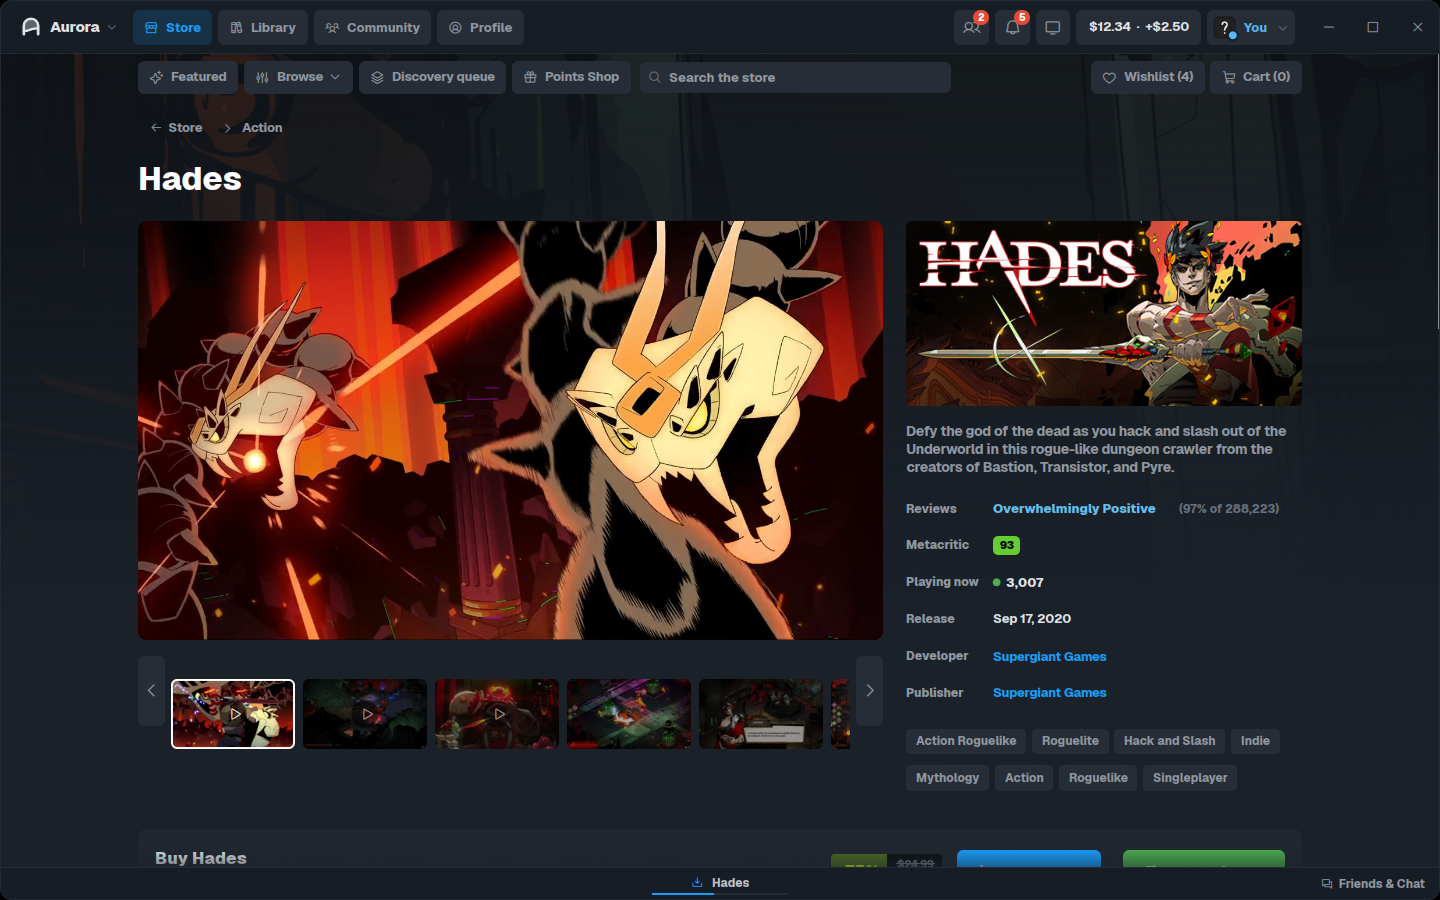 Aurora
Store
Library
Community
Profile
2
5
$12.34 · +$2.50
? You
Featured
Browse
Discovery queue
Points Shop
Search the store
Wishlist (4)
Cart (0)
Store
Action
Hades
HADES
Defy the god of the dead as you hack and slash out of the
Underworld in this rogue-like dungeon crawler from the
creators of Bastion, Transistor, and Pyre.
Reviews Overwhelmingly Positive (97% of 288,223)
Metacritic 93
Playing now 3,007
Release Sep 17, 2020
Developer Supergiant Games
Publisher Supergiant Games
Action Roguelike Roguelite Hack and Slash Indie
Mythology Action Roguelike Singleplayer
Buy Hades
$24.99
Hades
Friends & Chat